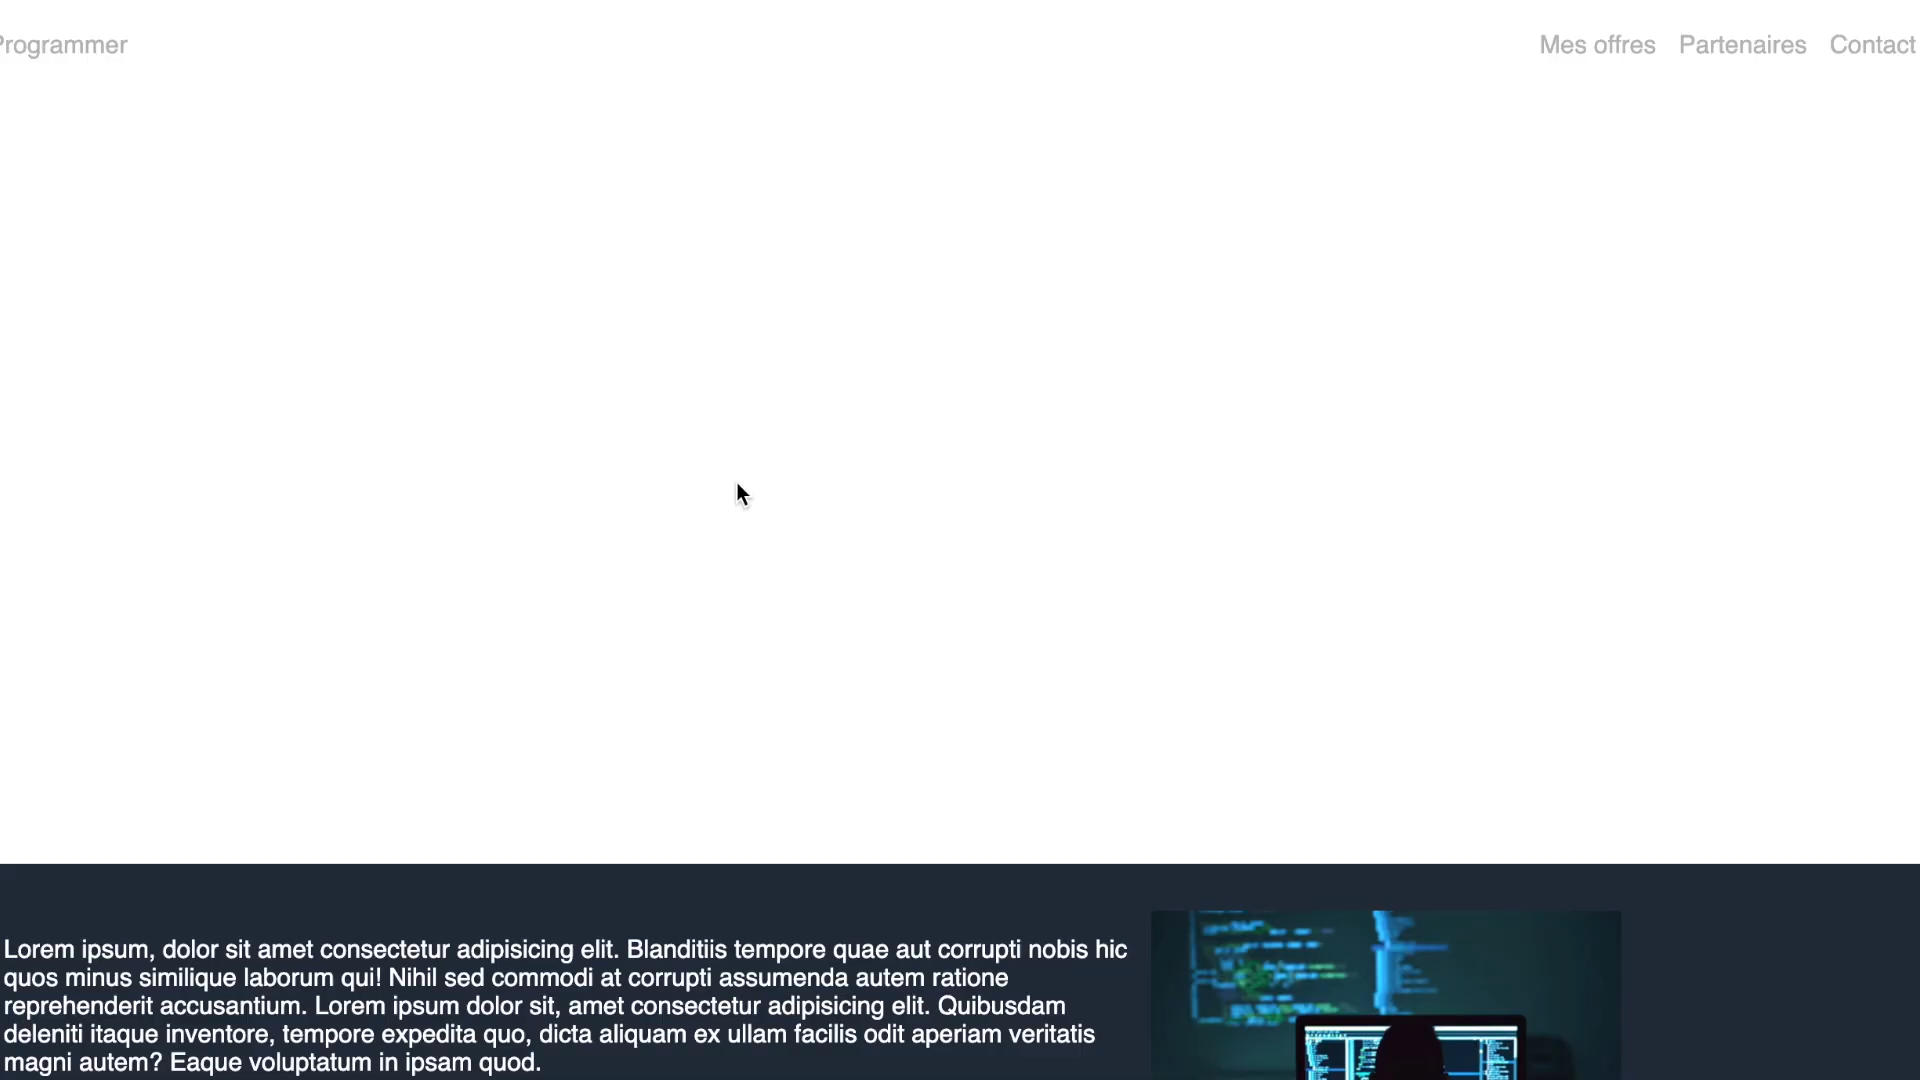 Programmer
Mes offres
Partenaires
Contact
Lorem ipsum, dolor sit amet consectetur adipisicing elit. Blanditiis tempore quae aut corrupti nobis hic
quos minus similique laborum qui! Nihil sed commodi at corrupti assumenda autem ratione
reprehenderit accusantium. Lorem ipsum dolor sit, amet consectetur adipisicing elit. Quibusdam
deleniti itaque inventore, tempore expedita quo, dicta aliquam ex ullam facilis odit aperiam veritatis
magni autem? Eaque voluptatum in ipsam quod.